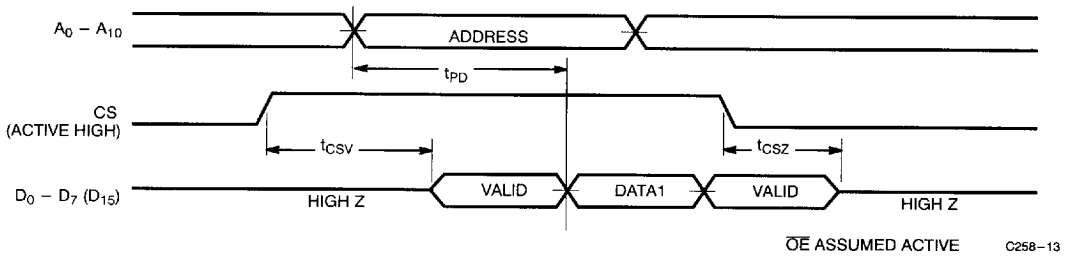 A0 – A10
ADDRESS
tPD
CS
(ACTIVE HIGH)
tCSV
tCSZ
D0 – D7 (D15)
HIGH Z
VALID
DATA1
VALID
HIGH Z
OE ASSUMED ACTIVE
C258–13